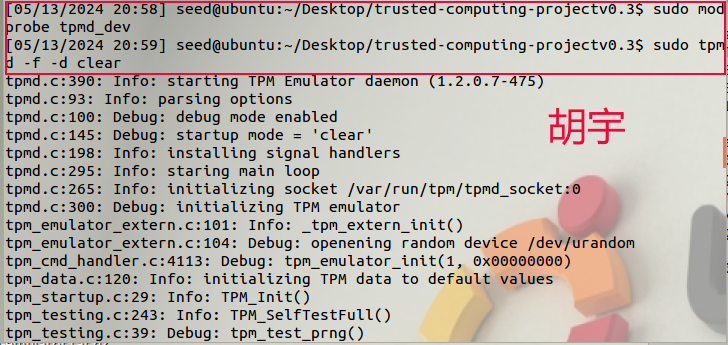 [05/13/2024 20:58] seed@ubuntu:~/Desktop/trusted-computing-projectv0.3$ sudo mod
probe tpmd_dev
[05/13/2024 20:59] seed@ubuntu:~/Desktop/trusted-computing-projectv0.3$ sudo tpm
d -f -d clear
tpmd.c:390: Info: starting TPM Emulator daemon (1.2.0.7-475)
tpmd.c:93: Info: parsing options
tpmd.c:100: Debug: debug mode enabled
胡宇
tpmd.c:145: Debug: startup mode = 'clear'
tpmd.c:198: Info: installing signal handlers
tpmd.c:295: Info: staring main loop
tpmd.c:265: Info: initializing socket /var/run/tpm/tpmd_socket:0
tpmd.c:300: Debug: initializing TPM emulator
tpm_emulator_extern.c:101: Info: _tpm_extern_init()
tpm_emulator_extern.c:104: Debug: openening random device /dev/urandom
tpm_cmd_handler.c:4113: Debug: tpm_emulator_init(1, 0x00000000)
tpm_data.c:120: Info: initializing TPM data to default values
tpm_startup.c:29: Info: TPM_Init()
tpm_testing.c:243: Info: TPM_SelfTestFull()
tpm_testing.c:39: Debug: tpm_test_prng()